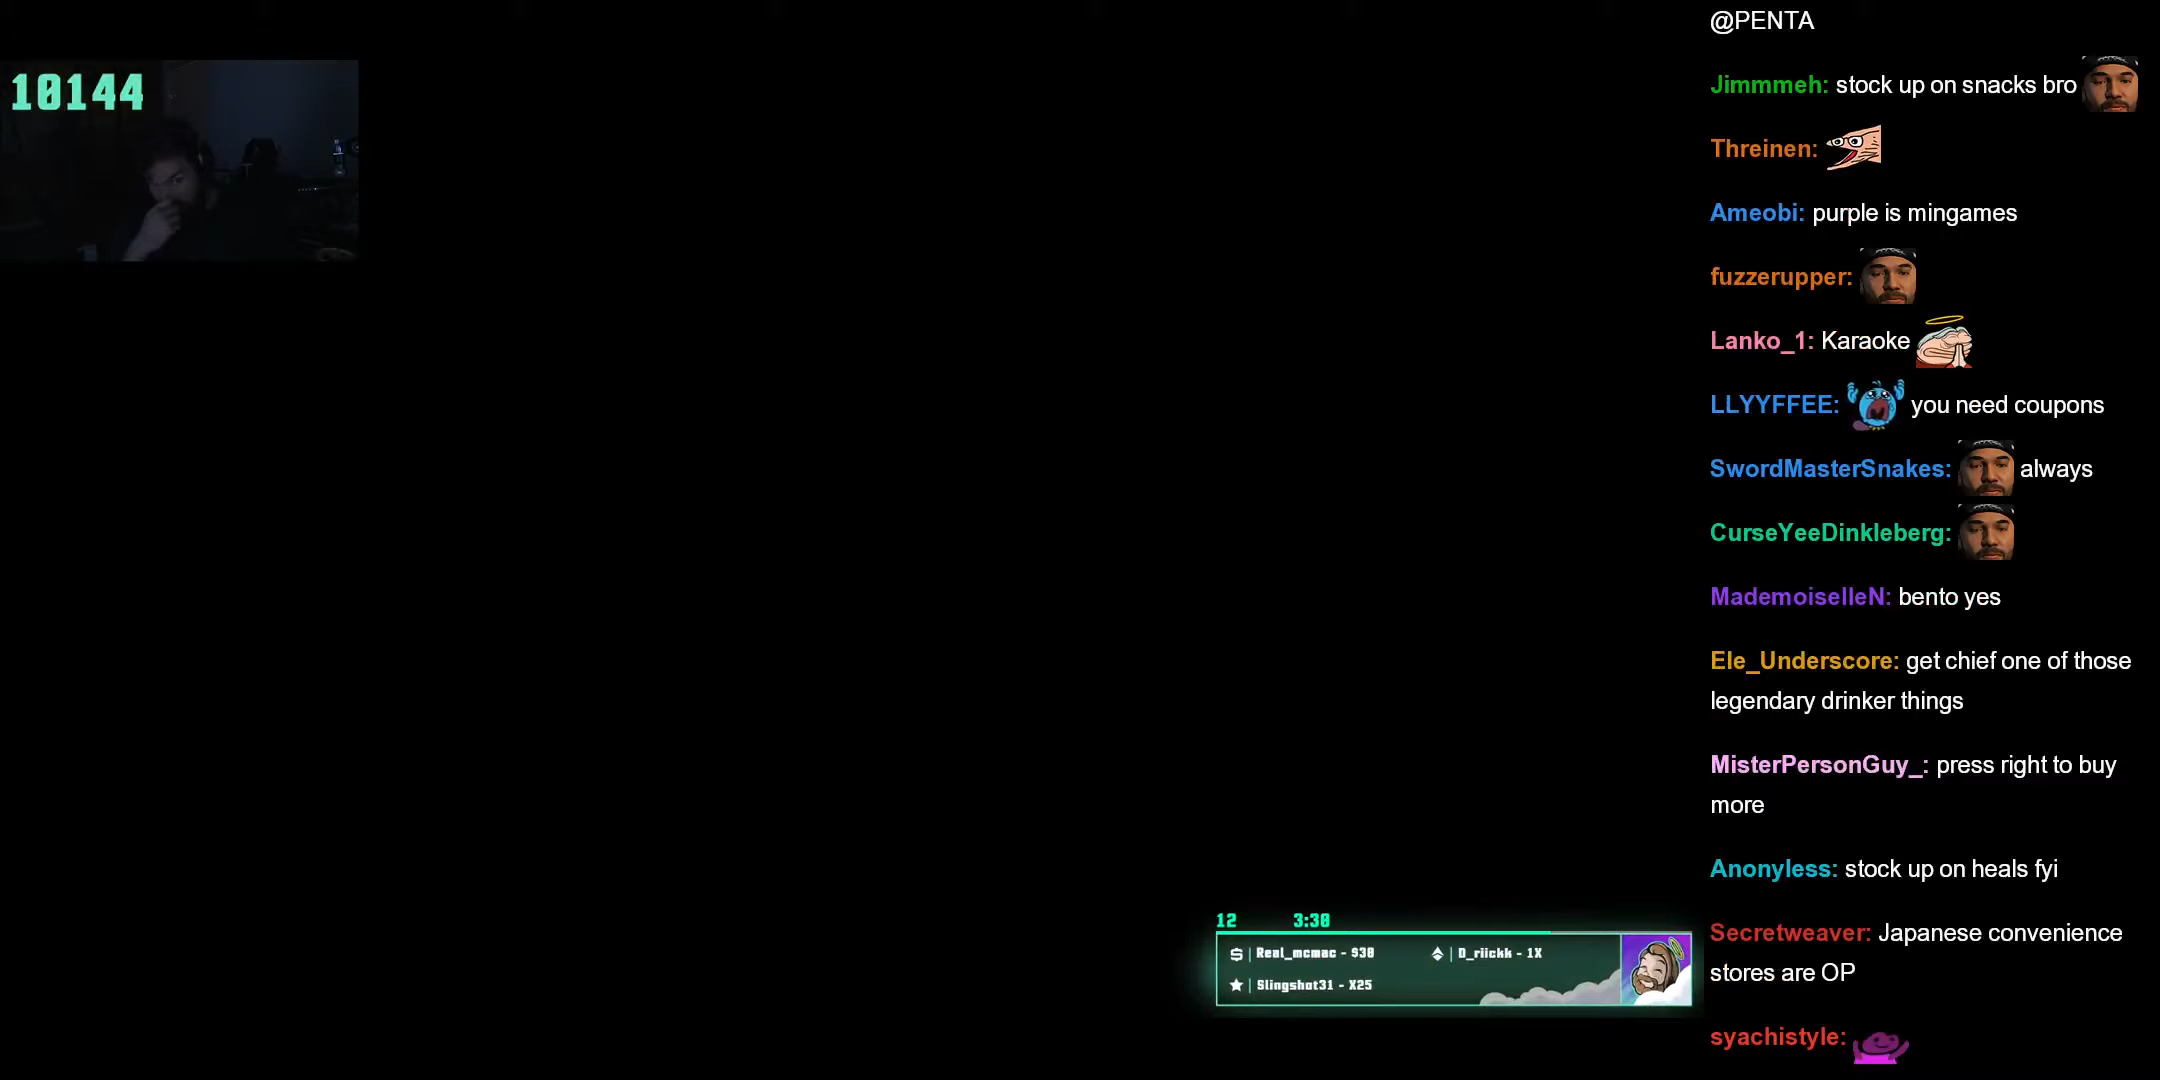 @PENTA
10144
Jimmmeh: stock up on snacks bro
Threinen:
Ameobi: purple is mingames
fuzzerupper:
Lanko_1: Karaoke
LLYYFFEE: you need coupons
SwordMasterSnakes: always
CurseYeeDinkleberg:
MademoiselleN: bento yes
Ele_Underscore: get chief one of those
legendary drinker things
MisterPersonGuy_: press right to buy
more
Anonyless: stock up on heals fyi
Secretweaver: Japanese convenience
stores are OP
syachistyle:
12 3:30
$ | Real_mcmac - $30
D_riickk - 1X
★ | Slingshot31 - X25